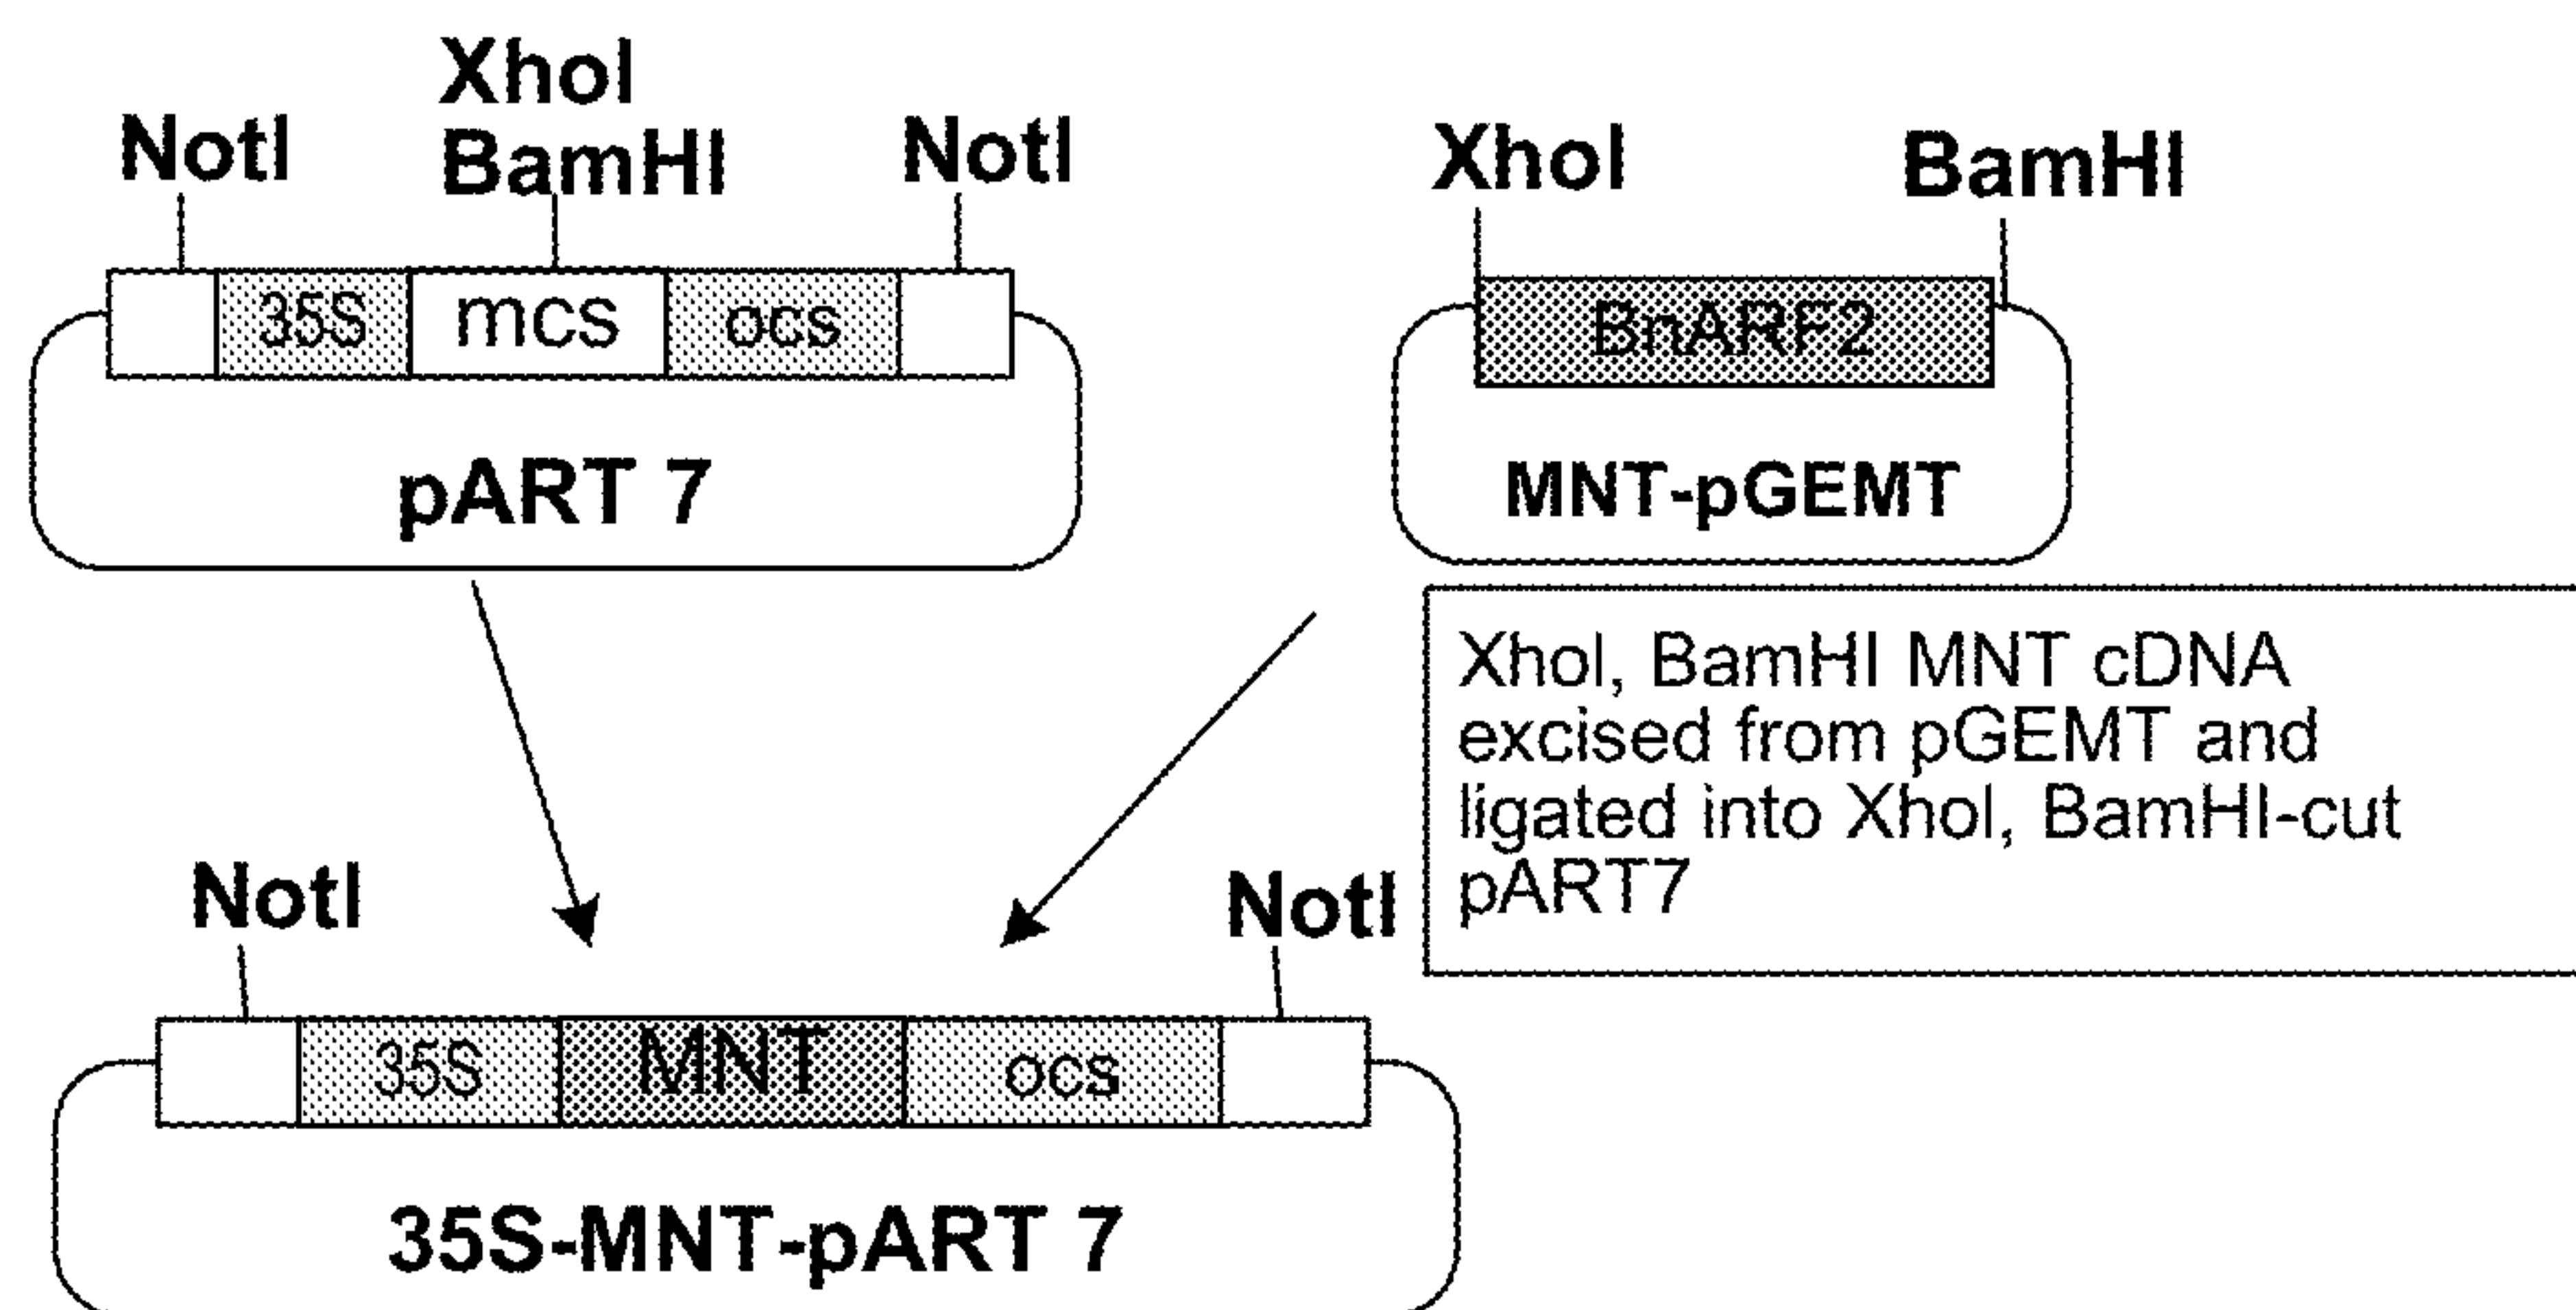 XhoI
NotI
BamHI
NotI
35S
mcs
ocs
pART 7
XhoI
BamHI
BnARF2
MNT-pGEMT
XhoI, BamHI MNT cDNA
excised from pGEMT and
ligated into XhoI, BamHI-cut
pART7
NotI
NotI
35S
MNT
ocs
35S-MNT-pART 7